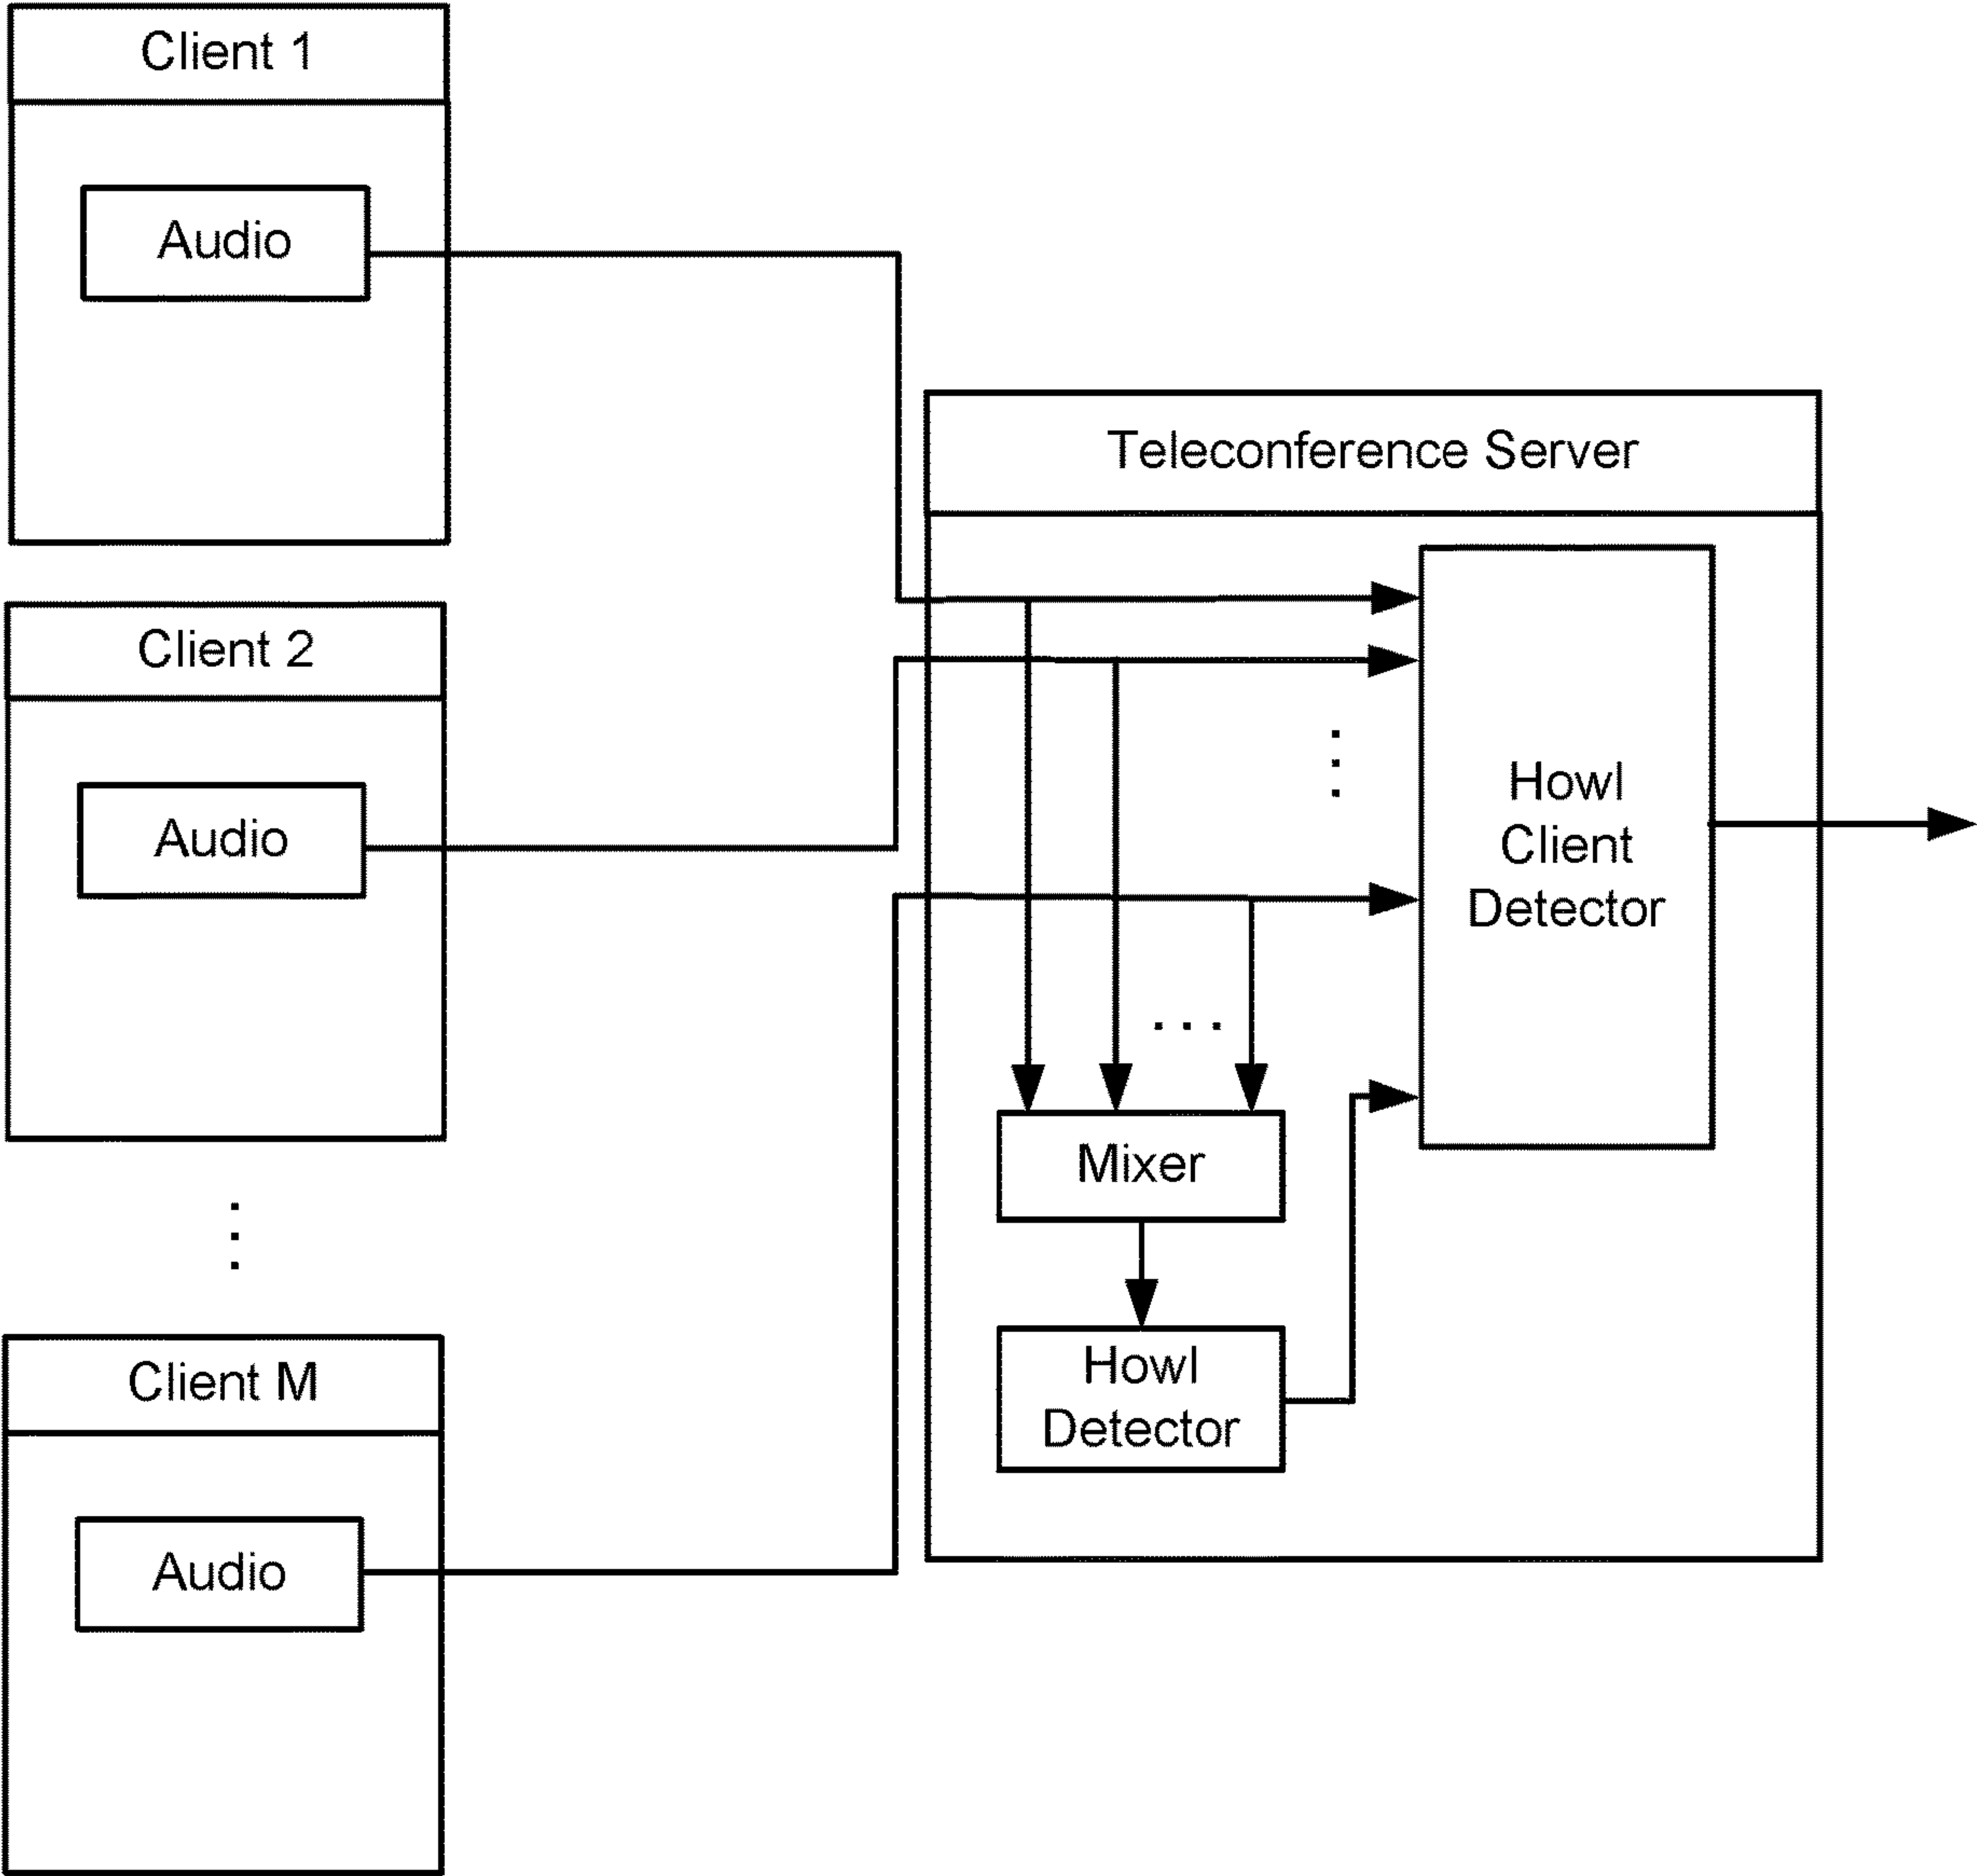 Client 1
Audio
Client 2
Audio
Client M
Audio
Teleconference Server
Howl
Client
Detector
Mixer
Howl
Detector